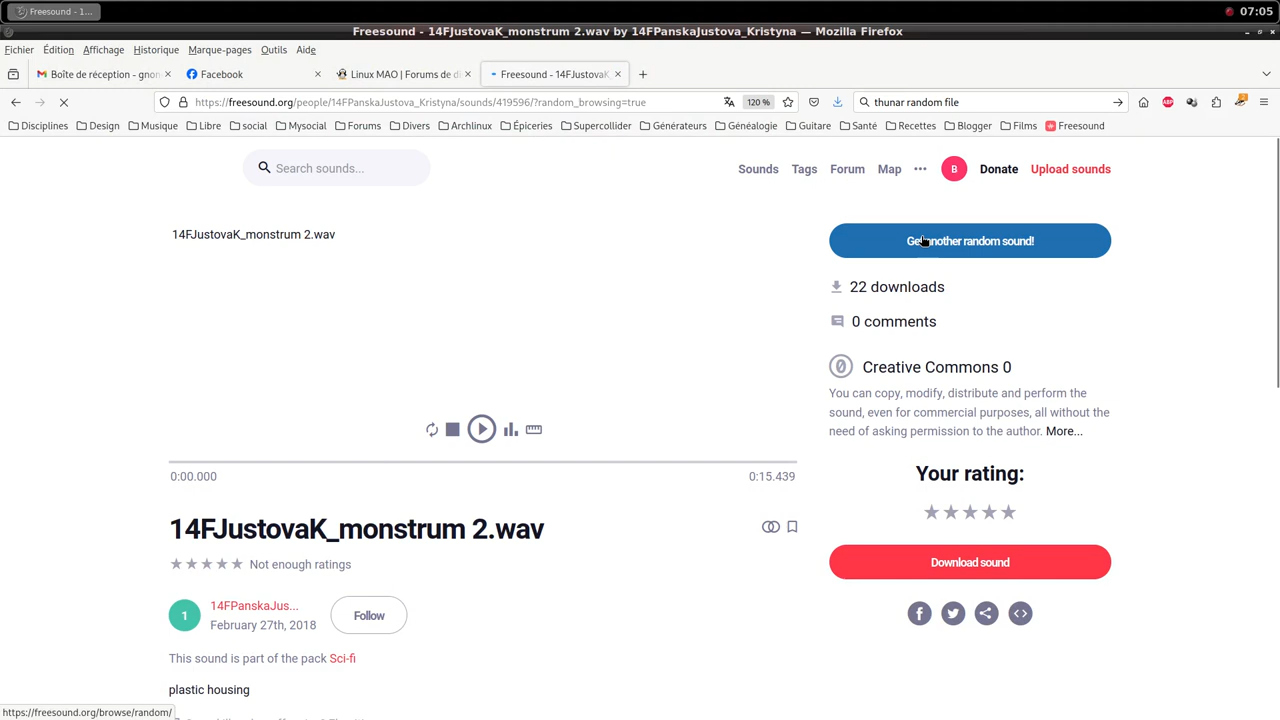 Freesound - 1...
07:05
Freesound - 14FJustovaK_monstrum 2.wav by 14FPanskaJustova_Kristyna — Mozilla Firefox
Fichier Édition Affichage Historique Marque-pages Outils Aide
Boîte de réception - gnon
Facebook
Linux MAO | Forums de di
Freesound - 14FJustovaK
https://freesound.org/people/14FPanskaJustova_Kristyna/sounds/419596/?random_browsing=true
120 %
thunar random file
ABP
Disciplines Design Musique Libre social Mysocial Forums Divers Archlinux Épiceries Supercollider Générateurs Généalogie Guitare Santé Recettes Blogger Films Freesound
Search sounds...
Sounds Tags Forum Map ••• B Donate Upload sounds
14FJustovaK_monstrum 2.wav
Get another random sound!
22 downloads
0 comments
Creative Commons 0
You can copy, modify, distribute and perform the
sound, even for commercial purposes, all without the
need of asking permission to the author. More...
0:00.000
0:15.439
Your rating:
14FJustovaK_monstrum 2.wav
Not enough ratings
Download sound
1
14FPanskaJus...
February 27th, 2018
Follow
This sound is part of the pack Sci-fi
plastic housing
https://freesound.org/browse/random/